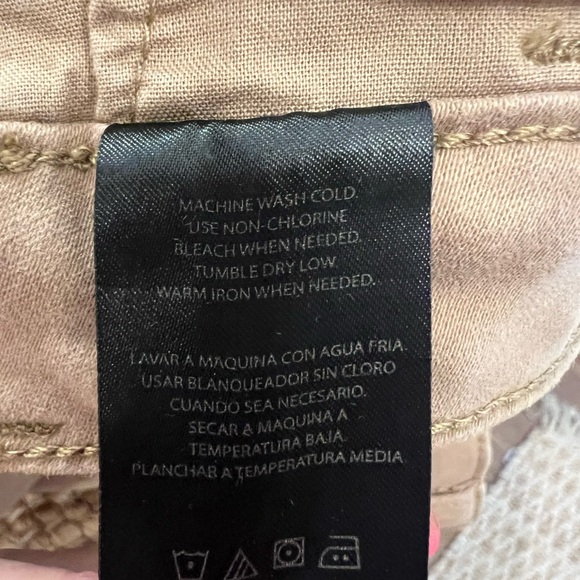 MACHINE WASH COLD.
USE NON-CHLORINE
BLEACH WHEN NEEDED.
TUMBLE DRY LOW.
WARM IRON WHEN NEEDED.
LAVAR A MAQUINA CON AGUA FRIA.
USAR BLANQUEADOR SIN CLORO
CUANDO SEA NECESARIO.
SECAR A MAQUINA A
TEMPERATURA BAJA.
PLANCHAR A TEMPERATURA MEDIA.